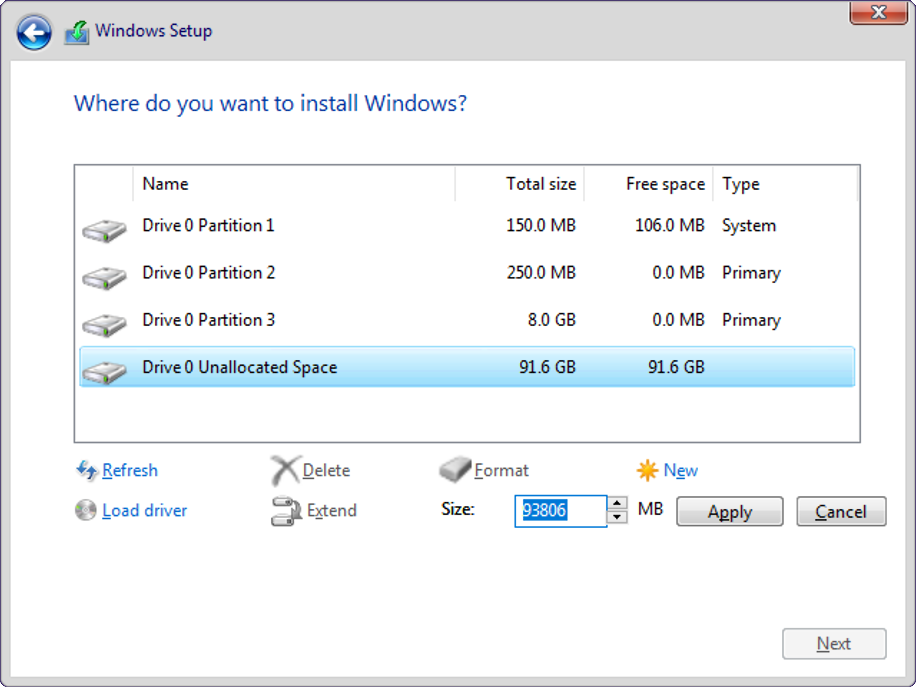 Windows Setup
Where do you want to install Windows?
Name Total size Free space Type
Drive 0 Partition 1 150.0 MB 106.0 MB System
Drive 0 Partition 2 250.0 MB 0.0 MB Primary
Drive 0 Partition 3 8.0 GB 0.0 MB Primary
Drive 0 Unallocated Space 91.6 GB 91.6 GB
Refresh Delete Format New
Load driver Extend Size: 93806 MB Apply Cancel
Next